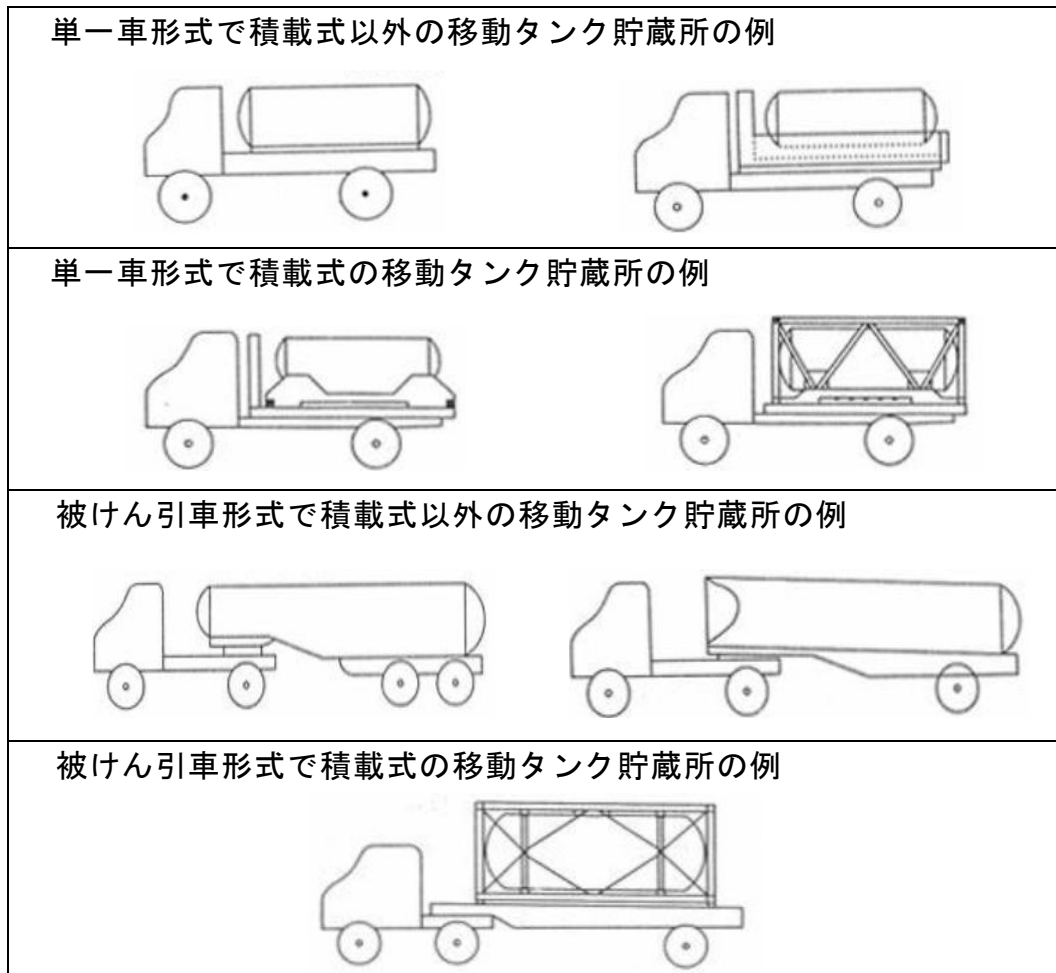 単一車形式で積載式以外の移動タンク貯蔵所の例
単一車形式で積載式の移動タンク貯蔵所の例
被けん引車形式で積載式以外の移動タンク貯蔵所の例
被けん引車形式で積載式の移動タンク貯蔵所の例